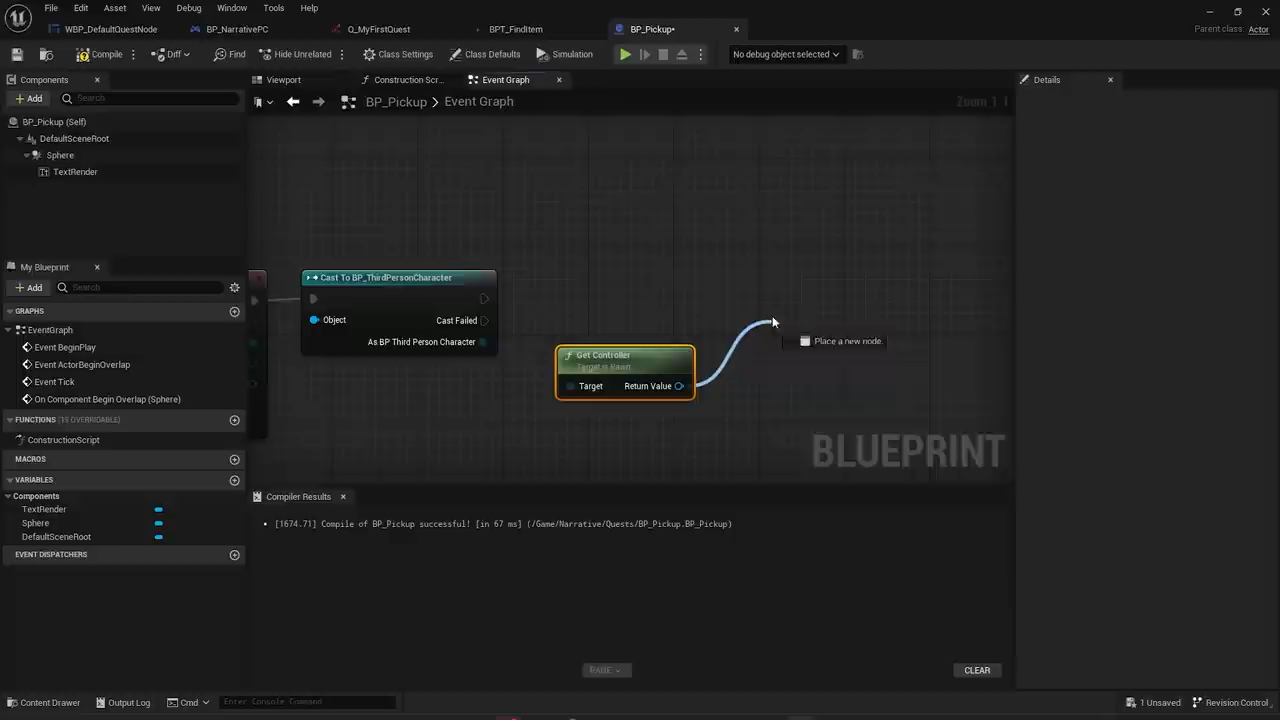 File Edit Asset View Debug Window Tools Help
WBP_DefaultQuestNode BP_NarrativePC Q_MyFirstQuest BPT_FindItem BP_Pickup•
Parent class: Actor
Compile Diff Find Hide Unrelated Class Settings Class Defaults Simulation No debug object selected
Components
Add Search
BP_Pickup (Self)
DefaultSceneRoot
Sphere
TextRender
My Blueprint
Add Search
GRAPHS
EventGraph
Event BeginPlay
Event ActorBeginOverlap
Event Tick
On Component Begin Overlap (Sphere)
FUNCTIONS (19 OVERRIDABLE)
ConstructionScript
MACROS
VARIABLES
Components
TextRender
Sphere
DefaultSceneRoot
EVENT DISPATCHERS
Viewport Construction Scr... Event Graph
BP_Pickup > Event Graph
Cast To BP_ThirdPersonCharacter
Object Cast Failed
As BP Third Person Character
Get Controller
Target is Pawn
Target Return Value
Place a new node.
BLUEPRINT
Compiler Results
[1674.71] Compile of BP_Pickup successful! [in 67 ms] (/Game/Narrative/Quests/BP_Pickup.BP_Pickup)
PAGE CLEAR
Details
Content Drawer Output Log Cmd Enter Console Command 1 Unsaved Revision Control